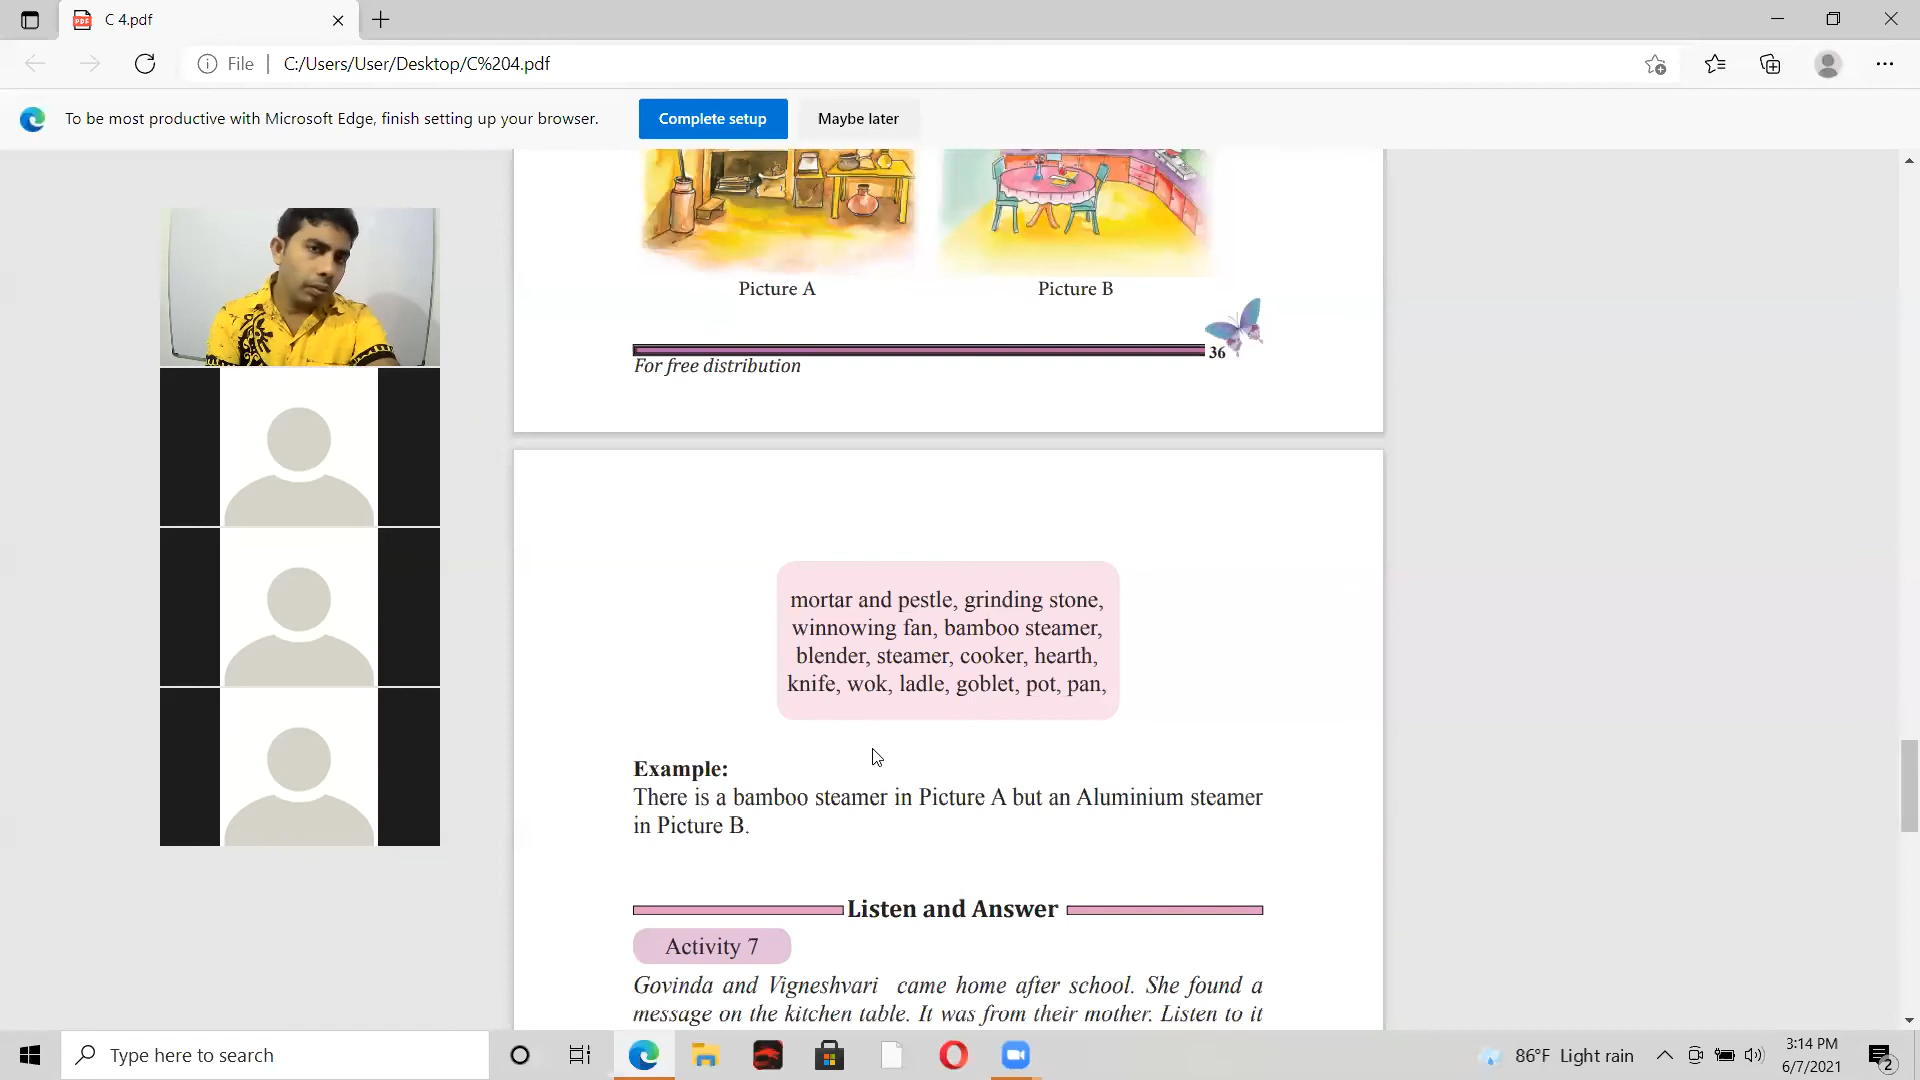 C 4.pdf
File
C:/Users/User/Desktop/C%204.pdf
To be most productive with Microsoft Edge, finish setting up your browser.
Complete setup
Maybe later
Picture A
Picture B
36
For free distribution
mortar and pestle, grinding stone,
winnowing fan, bamboo steamer,
blender, steamer, cooker, hearth,
knife, wok, ladle, goblet, pot, pan,
Example:
There is a bamboo steamer in Picture A but an Aluminium steamer
in Picture B.
Listen and Answer
Activity 7
Govinda and Vigneshvari came home after school. She found a
message on the kitchen table. It was from their mother. Listen to it
Type here to search
86°F Light rain
3:14 PM
6/7/2021
2